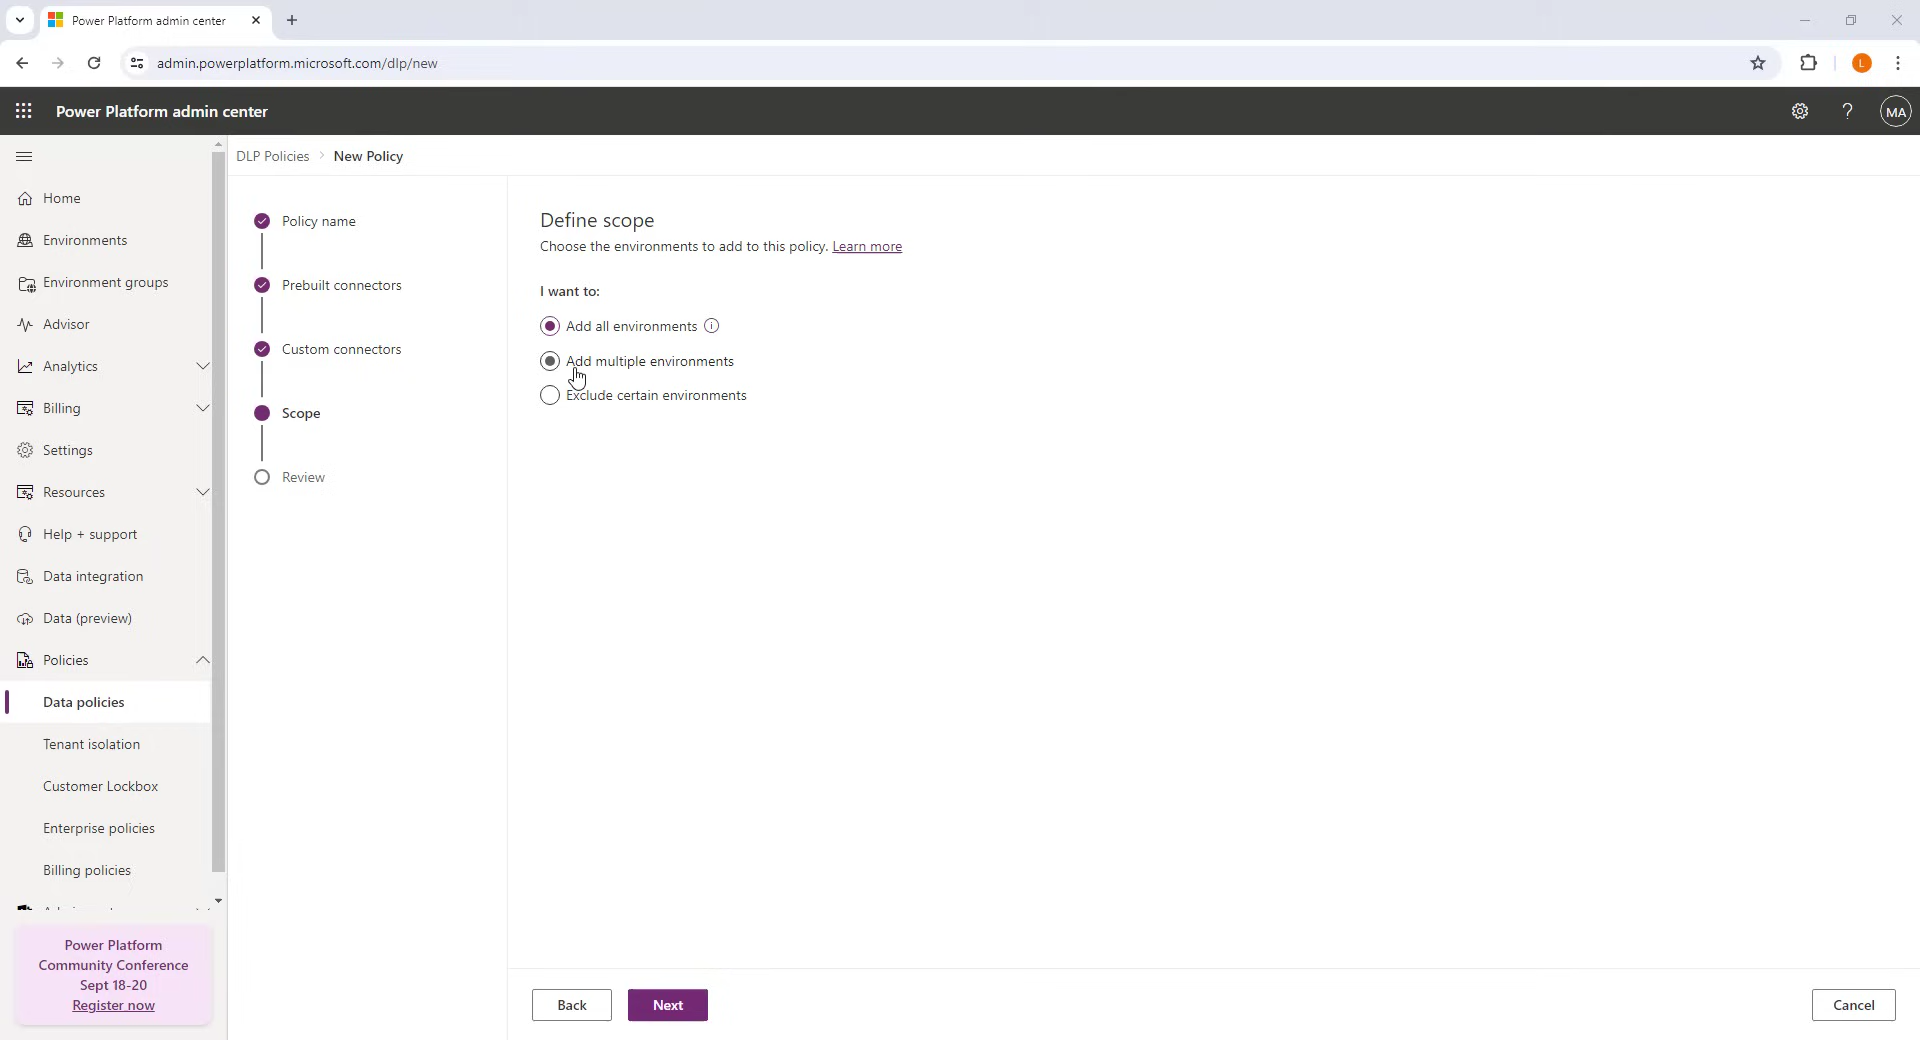 Power Platform admin center
admin.powerplatform.microsoft.com/dlp/new
L
Power Platform admin center
?
MA
DLP Policies
New Policy
Home
Environments
Environment groups
Advisor
Analytics
Billing
Settings
Resources
Help + support
Data integration
Data (preview)
Policies
Data policies
Tenant isolation
Customer Lockbox
Enterprise policies
Billing policies
Power Platform
Community Conference
Sept 18-20
Register now
Policy name
Prebuilt connectors
Custom connectors
Scope
Review
Define scope
Choose the environments to add to this policy. Learn more
I want to:
Add all environments
Add multiple environments
Exclude certain environments
Back
Next
Cancel